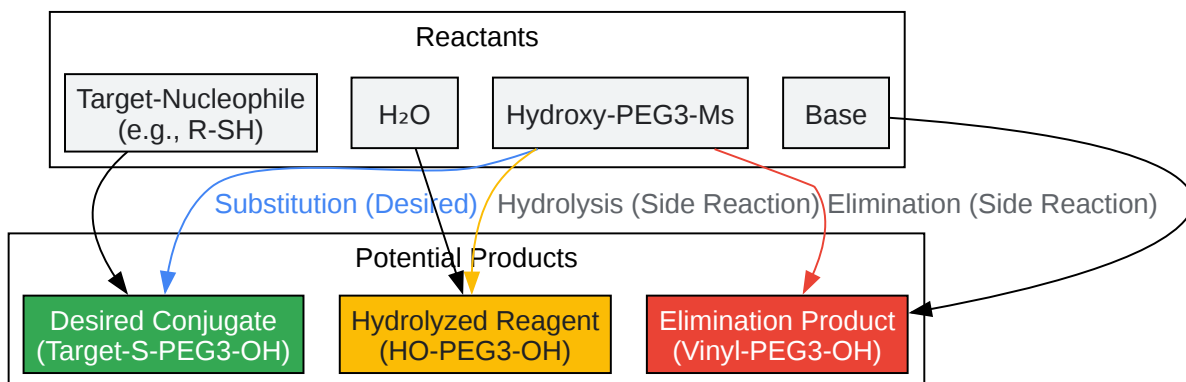 Reactants
Target-Nucleophile
(e.g., R-SH)
H₂O
Hydroxy-PEG3-Ms
Base
Substitution (Desired)
Hydrolysis (Side Reaction)
Elimination (Side Reaction)
Potential Products
Desired Conjugate
(Target-S-PEG3-OH)
Hydrolyzed Reagent
(HO-PEG3-OH)
Elimination Product
(Vinyl-PEG3-OH)